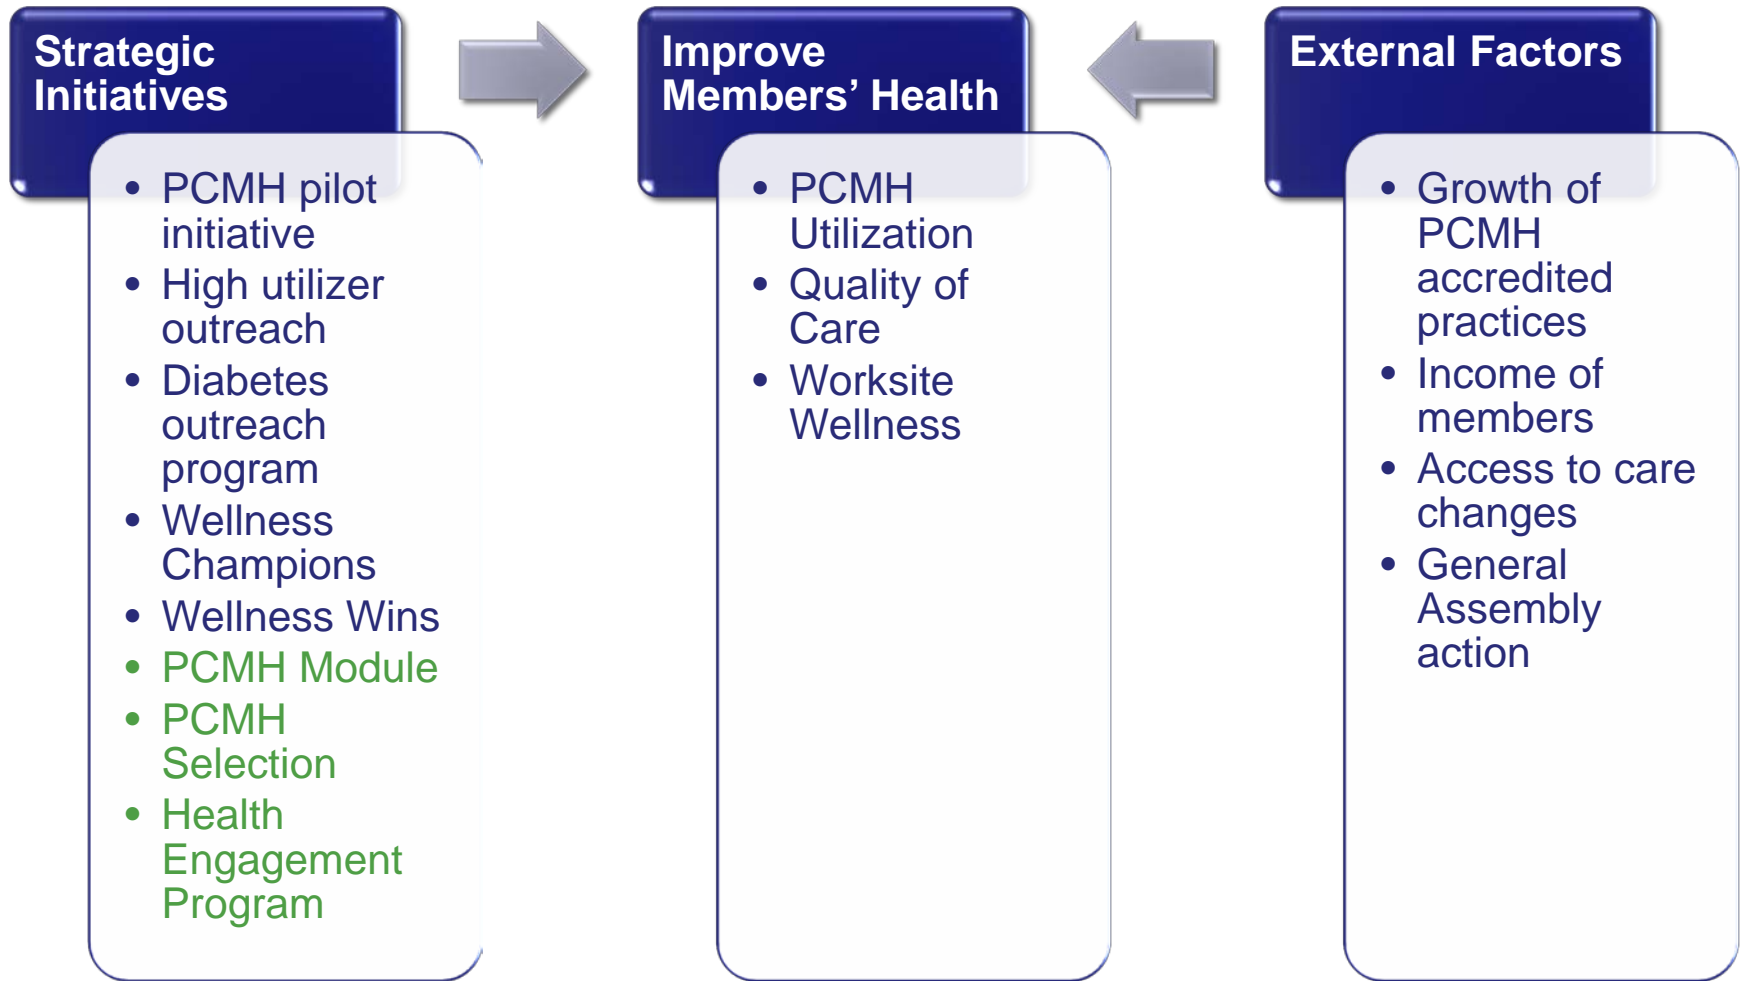 Strategic
Initiatives
• PCMH pilot
initiative
• High utilizer
outreach
• Diabetes
outreach
program
• Wellness
Champions
• Wellness Wins
• PCMH Module
• PCMH
Selection
• Health
Engagement
Program
Improve
Members’ Health
• PCMH
Utilization
• Quality of
Care
• Worksite
Wellness
External Factors
• Growth of
PCMH
accredited
practices
• Income of
members
• Access to care
changes
• General
Assembly
action